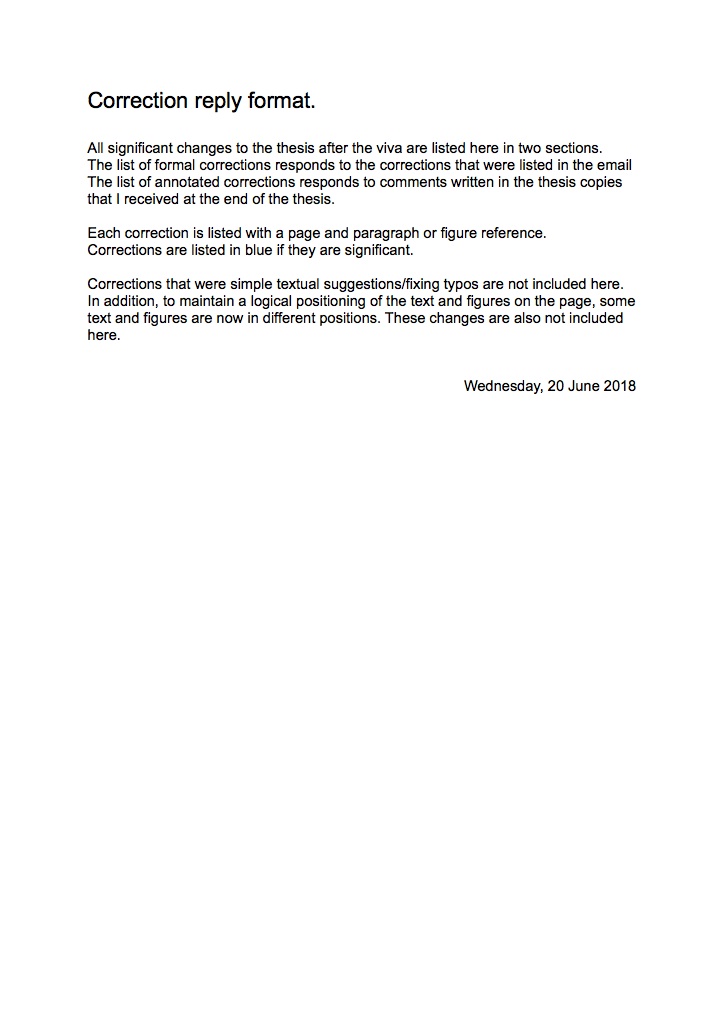 Correction reply format.
All significant changes to the thesis after the viva are listed here in two sections.
The list of formal corrections responds to the corrections that were listed in the email
The list of annotated corrections responds to comments written in the thesis copies
that I received at the end of the thesis.
Each correction is listed with a page and paragraph or figure reference.
Corrections are listed in blue if they are significant.
Corrections that were simple textual suggestions/fixing typos are not included here.
In addition, to maintain a logical positioning of the text and figures on the page, some
text and figures are now in different positions. These changes are also not included
here.
Wednesday, 20 June 2018